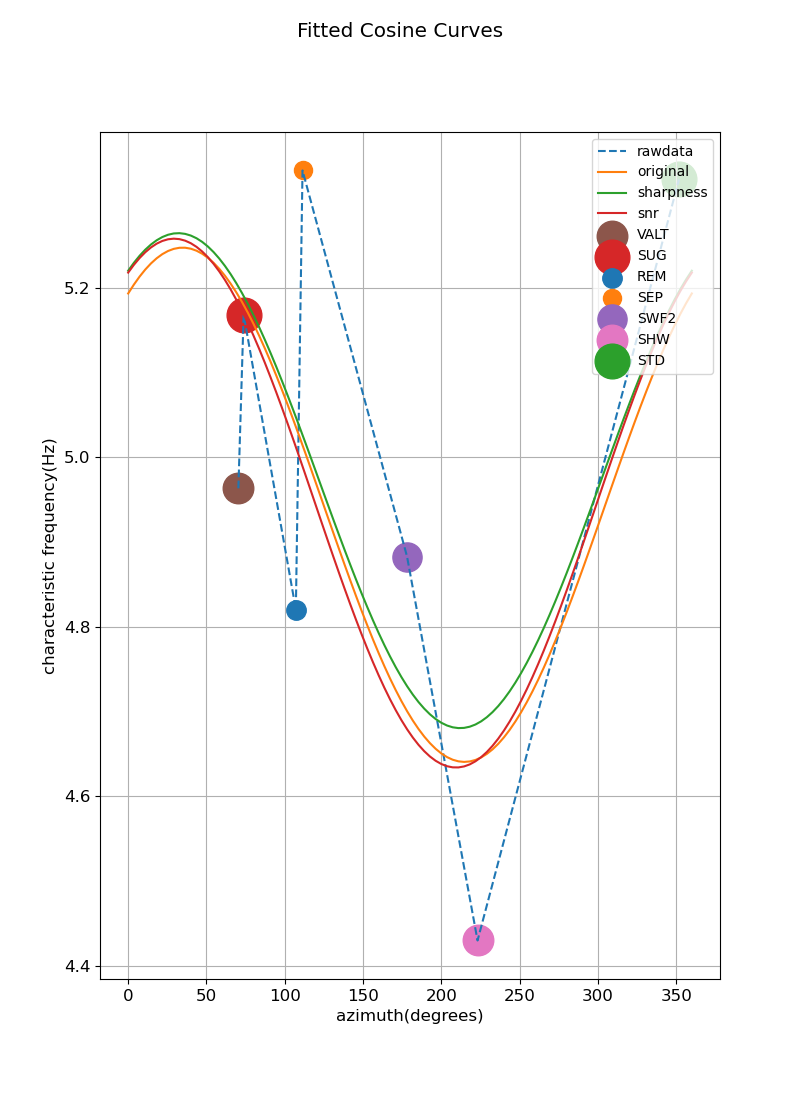 Fitted Cosine Curves
rawdata
original
sharpness
snr
VALT
SUG
REM
SEP
SWF2
SHW
STD
5.2
5.0
4.8
4.6
4.4
characteristic frequency(Hz)
0 50 100 150 200 250 300 350
azimuth(degrees)